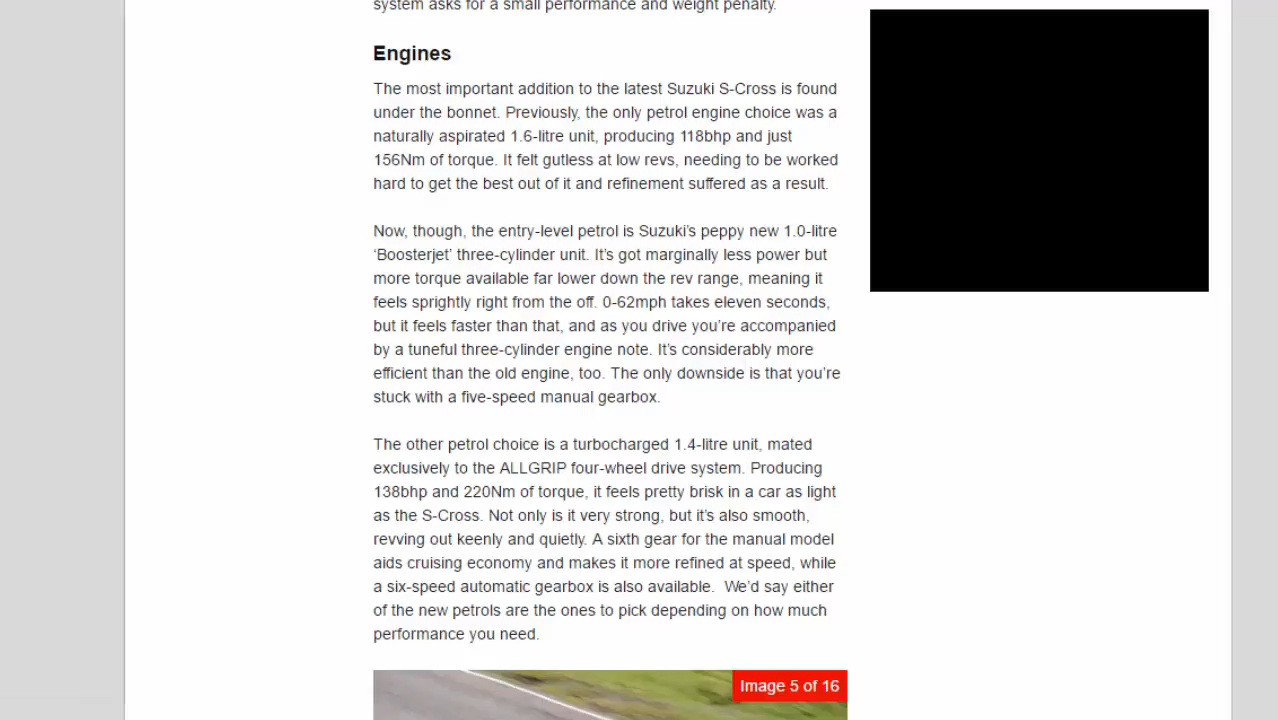 system asks for a small performance and weight penalty.
Engines
The most important addition to the latest Suzuki S-Cross is found
under the bonnet. Previously, the only petrol engine choice was a
naturally aspirated 1.6-litre unit, producing 118bhp and just
156Nm of torque. It felt gutless at low revs, needing to be worked
hard to get the best out of it and refinement suffered as a result.
Now, though, the entry-level petrol is Suzuki’s peppy new 1.0-litre
‘Boosterjet’ three-cylinder unit. It’s got marginally less power but
more torque available far lower down the rev range, meaning it
feels sprightly right from the off. 0-62mph takes eleven seconds,
but it feels faster than that, and as you drive you’re accompanied
by a tuneful three-cylinder engine note. It’s considerably more
efficient than the old engine, too. The only downside is that you’re
stuck with a five-speed manual gearbox.
The other petrol choice is a turbocharged 1.4-litre unit, mated
exclusively to the ALLGRIP four-wheel drive system. Producing
138bhp and 220Nm of torque, it feels pretty brisk in a car as light
as the S-Cross. Not only is it very strong, but it’s also smooth,
revving out keenly and quietly. A sixth gear for the manual model
aids cruising economy and makes it more refined at speed, while
a six-speed automatic gearbox is also available.  We’d say either
of the new petrols are the ones to pick depending on how much
performance you need.
Image 5 of 16